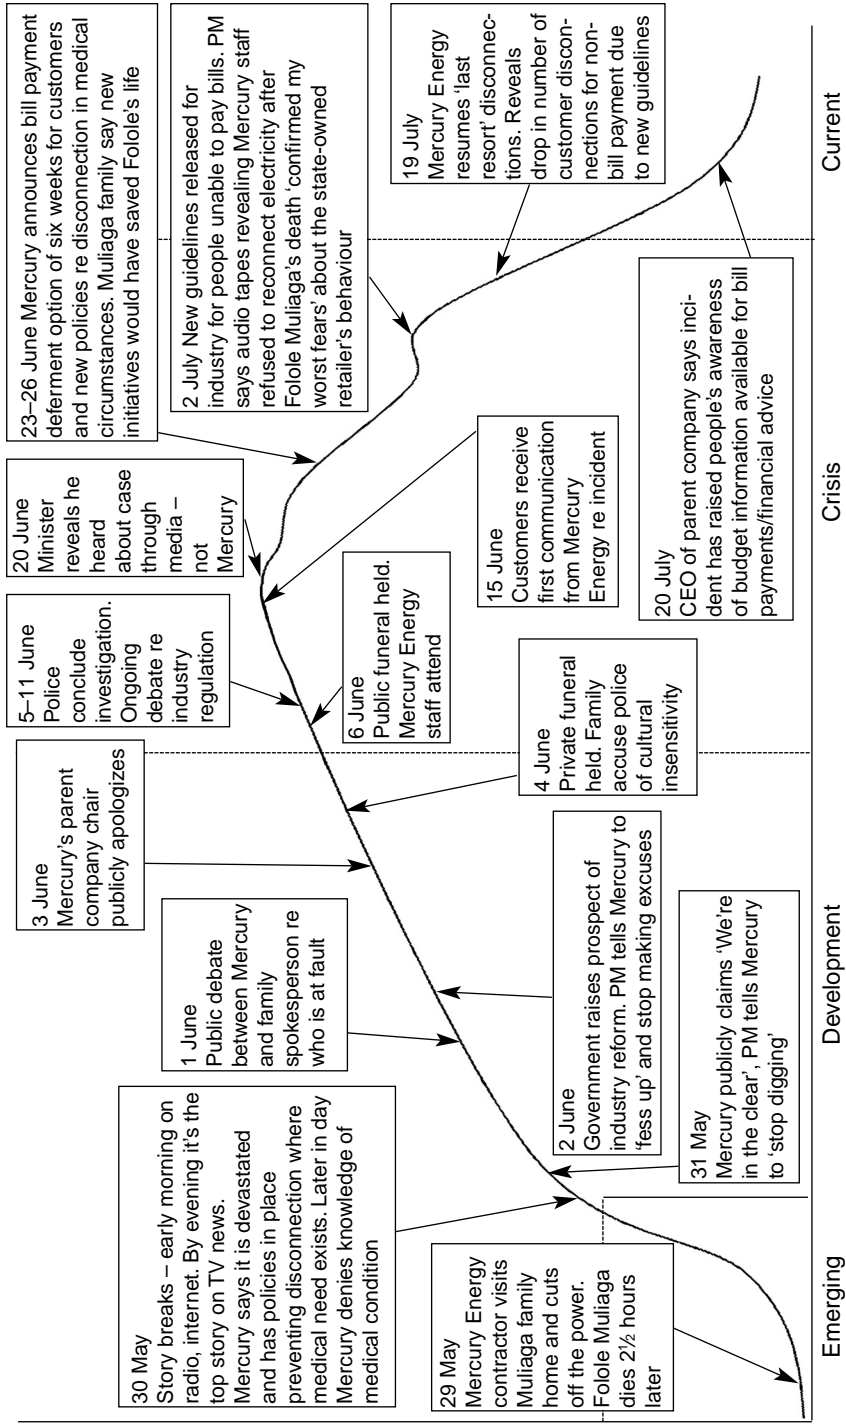 29 May
Mercury Energy
contractor visits
Muliaga family
home and cuts
off the power.
Folole Muliaga
dies 2½ hours
later
30 May
Story breaks – early morning on
radio, internet. By evening it's the
top story on TV news.
Mercury says it is devastated
and has policies in place
preventing disconnection where
medical need exists. Later in day
Mercury denies knowledge of
medical condition
31 May
Mercury publicly claims 'We're
in the clear', PM tells Mercury
to 'stop digging'
1 June
Public debate
between Mercury
and family
spokesperson re
who is at fault
2 June
Government raises prospect of
industry reform. PM tells Mercury to
'fess up' and stop making excuses
3 June
Mercury's parent
company chair
publicly apologizes
4 June
Private funeral
held. Family
accuse police
of cultural
insensitivity
5–11 June
Police
conclude
investigation.
Ongoing
debate re
industry
regulation
6 June
Public funeral held.
Mercury Energy
staff attend
15 June
Customers receive
first communication
from Mercury
Energy re incident
20 June
Minister
reveals he
heard
about case
through
media –
not
Mercury
23–26 June Mercury announces bill payment
deferment option of six weeks for customers
and new policies re disconnection in medical
circumstances. Muliaga family say new
initiatives would have saved Folole's life
2 July New guidelines released for
industry for people unable to pay bills. PM
says audio tapes revealing Mercury staff
refused to reconnect electricity after
Folole Muliaga's death 'confirmed my
worst fears' about the state-owned
retailer's behaviour
19 July
Mercury Energy
resumes 'last
resort' disconnec-
tions. Reveals
drop in number of
customer discon-
nections for non-
bill payment due
to new guidelines
20 July
CEO of parent company says inci-
dent has raised people's awareness
of budget information available for bill
payments/financial advice
Emerging
Development
Crisis
Current